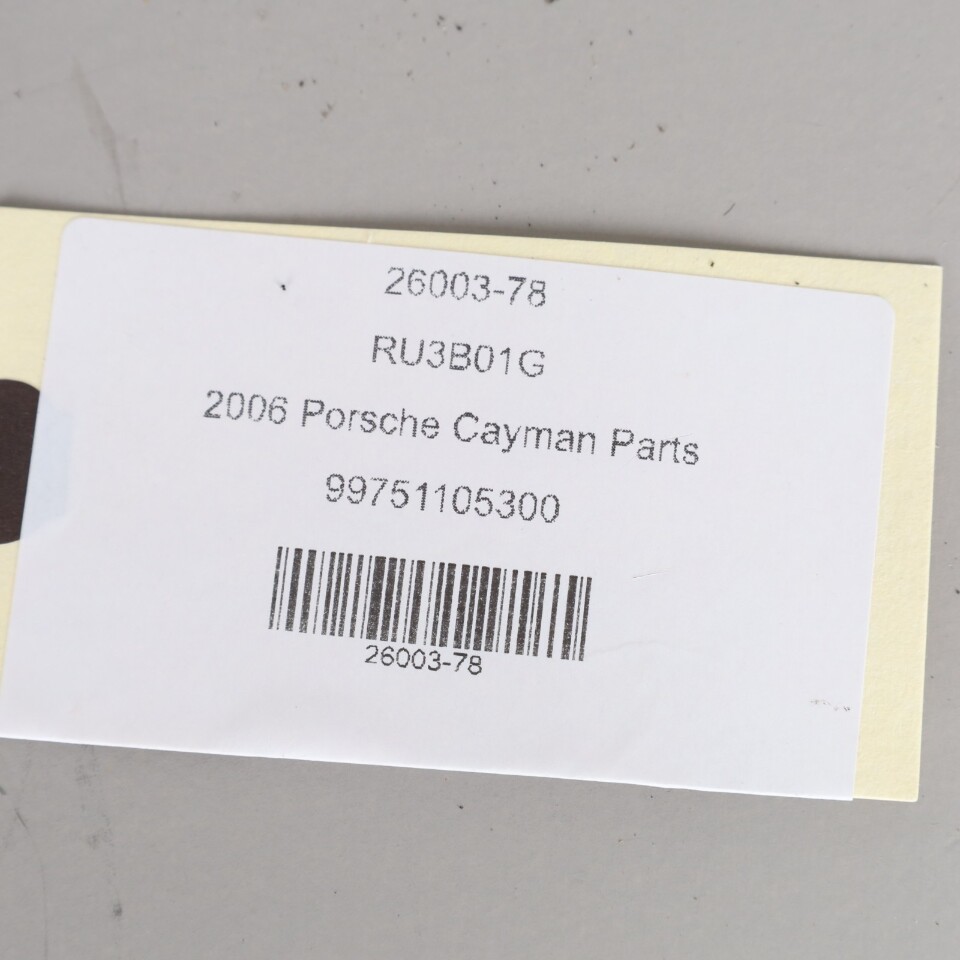 26003-78
RU3B01G
2006 Porsche Cayman Parts
99751105300
26003-78